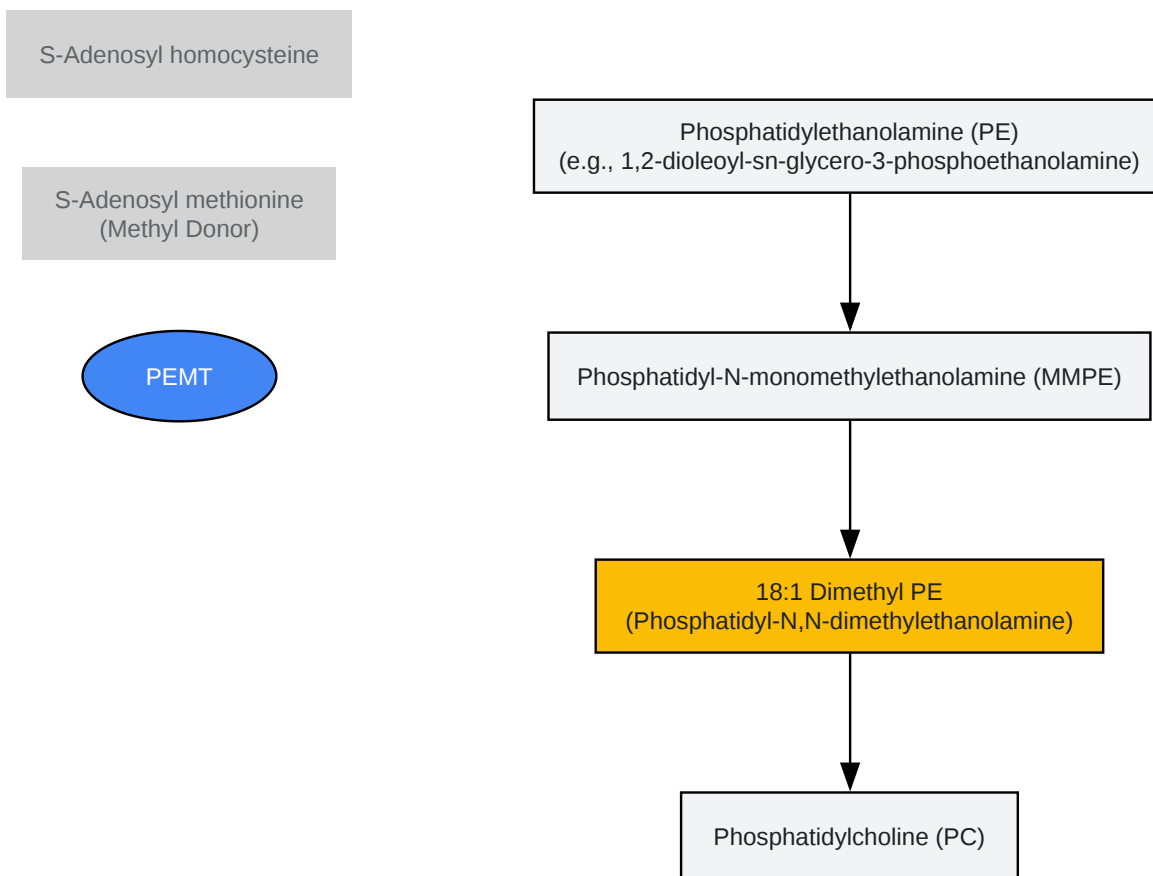 S-Adenosyl homocysteine
S-Adenosyl methionine
(Methyl Donor)
PEMT
Phosphatidylethanolamine (PE)
(e.g., 1,2-dioleoyl-sn-glycero-3-phosphoethanolamine)
Phosphatidyl-N-monomethylethanolamine (MMPE)
18:1 Dimethyl PE
(Phosphatidyl-N,N-dimethylethanolamine)
Phosphatidylcholine (PC)